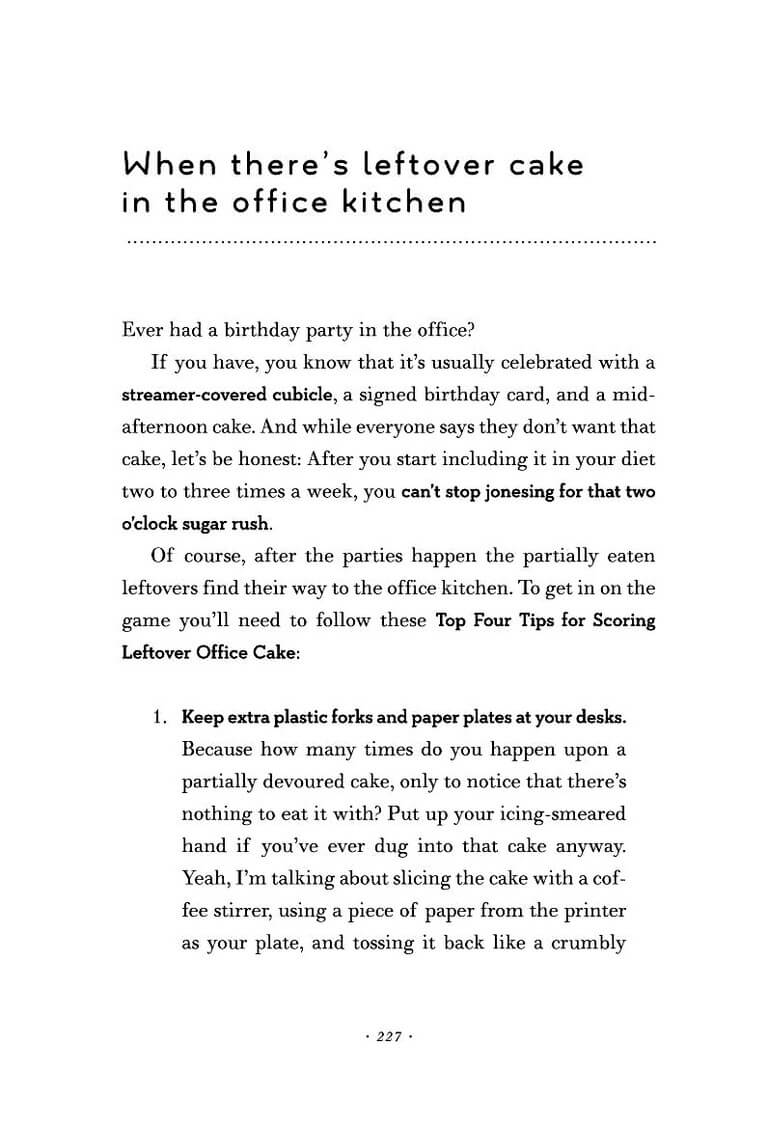 When there’s leftover cake
in the office kitchen
Ever had a birthday party in the office?
If you have, you know that it’s usually celebrated with a
streamer-covered cubicle, a signed birthday card, and a mid-
afternoon cake. And while everyone says they don’t want that
cake, let’s be honest: After you start including it in your diet
two to three times a week, you can’t stop jonesing for that two
o’clock sugar rush.
Of course, after the parties happen the partially eaten
leftovers find their way to the office kitchen. To get in on the
game you’ll need to follow these Top Four Tips for Scoring
Leftover Office Cake:
1. Keep extra plastic forks and paper plates at your desks.
Because how many times do you happen upon a
partially devoured cake, only to notice that there’s
nothing to eat it with? Put up your icing-smeared
hand if you’ve ever dug into that cake anyway.
Yeah, I’m talking about slicing the cake with a cof-
fee stirrer, using a piece of paper from the printer
as your plate, and tossing it back like a crumbly
· 227 ·